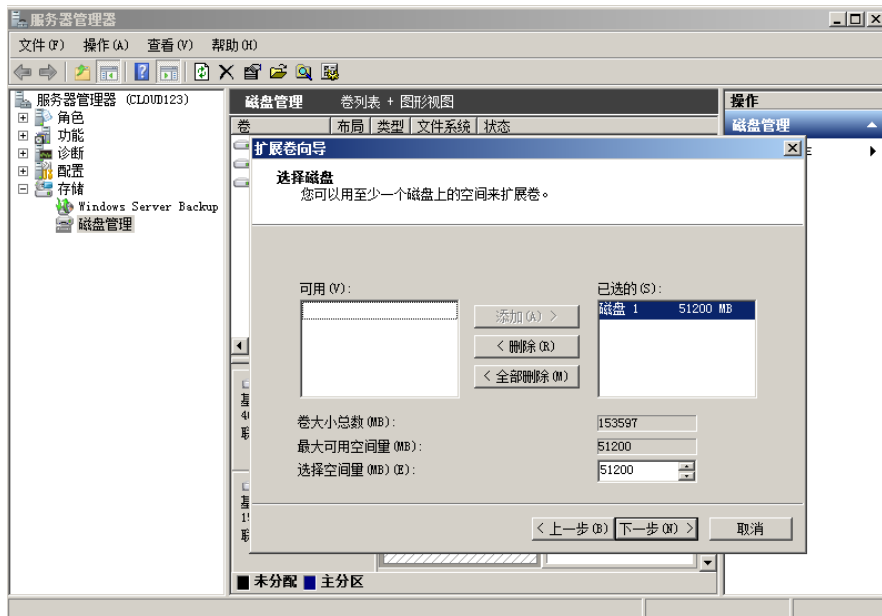 服务器管理器
文件(F) 操作(A) 查看(V) 帮助(H)
服务器管理器 (CLOUD123)
角色
功能
诊断
配置
存储
Windows Server Backup
磁盘管理
磁盘管理 卷列表 + 图形视图
卷 布局 类型 文件系统 状态
操作
磁盘管理
扩展卷向导
选择磁盘
您可以用至少一个磁盘上的空间来扩展卷。
可用(V):
已选的(S):
添加(A) >
磁盘 1 51200 MB
< 删除(R)
< 全部删除(M)
卷大小总数(MB): 153597
最大可用空间量(MB): 51200
选择空间量(MB)(E): 51200
< 上一步(B) 下一步(N) > 取消
未分配 主分区